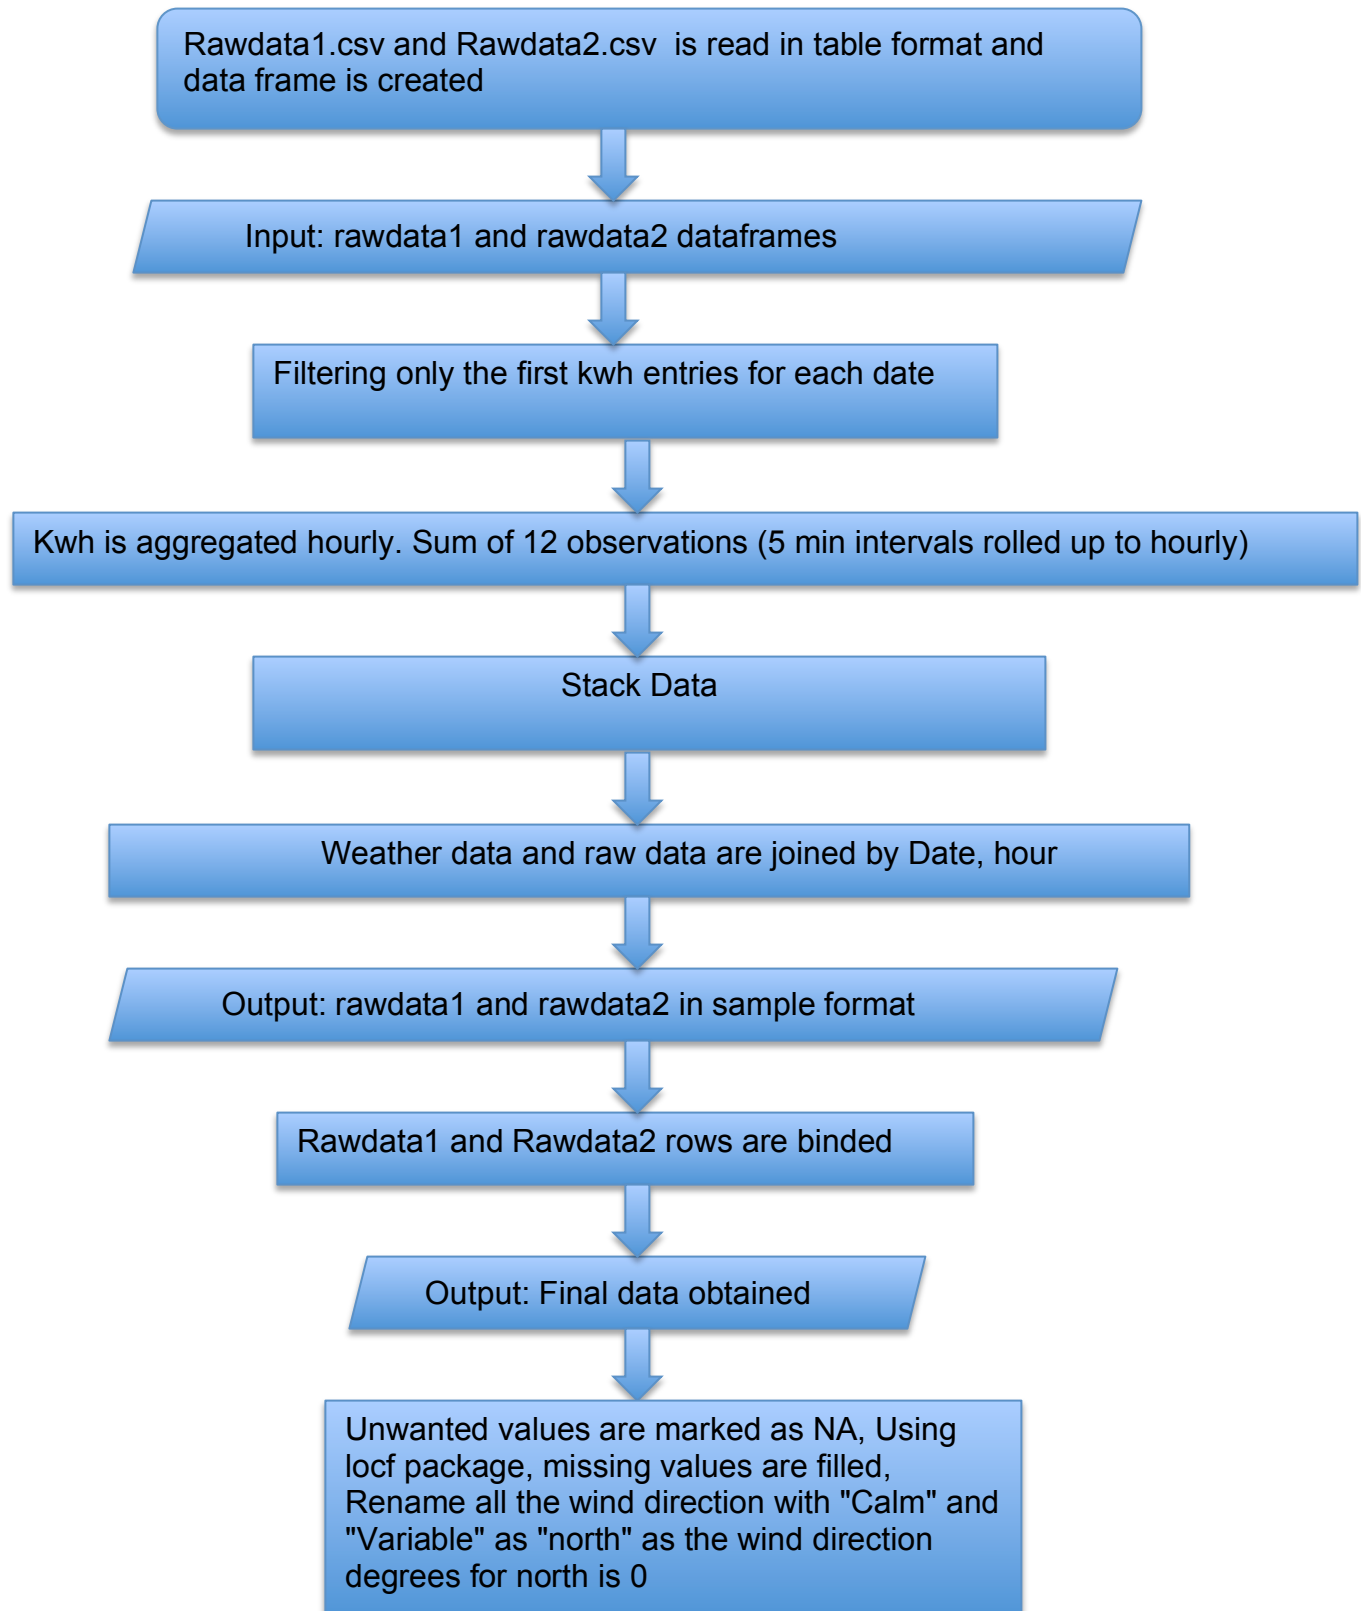 Rawdata1.csv and Rawdata2.csv  is read in table format and
data frame is created
Input: rawdata1 and rawdata2 dataframes
Filtering only the first kwh entries for each date
Kwh is aggregated hourly. Sum of 12 observations (5 min intervals rolled up to hourly)
Stack Data
Weather data and raw data are joined by Date, hour
Output: rawdata1 and rawdata2 in sample format
Rawdata1 and Rawdata2 rows are binded
Output: Final data obtained
Unwanted values are marked as NA, Using
locf package, missing values are filled,
Rename all the wind direction with "Calm" and
"Variable" as "north" as the wind direction
degrees for north is 0